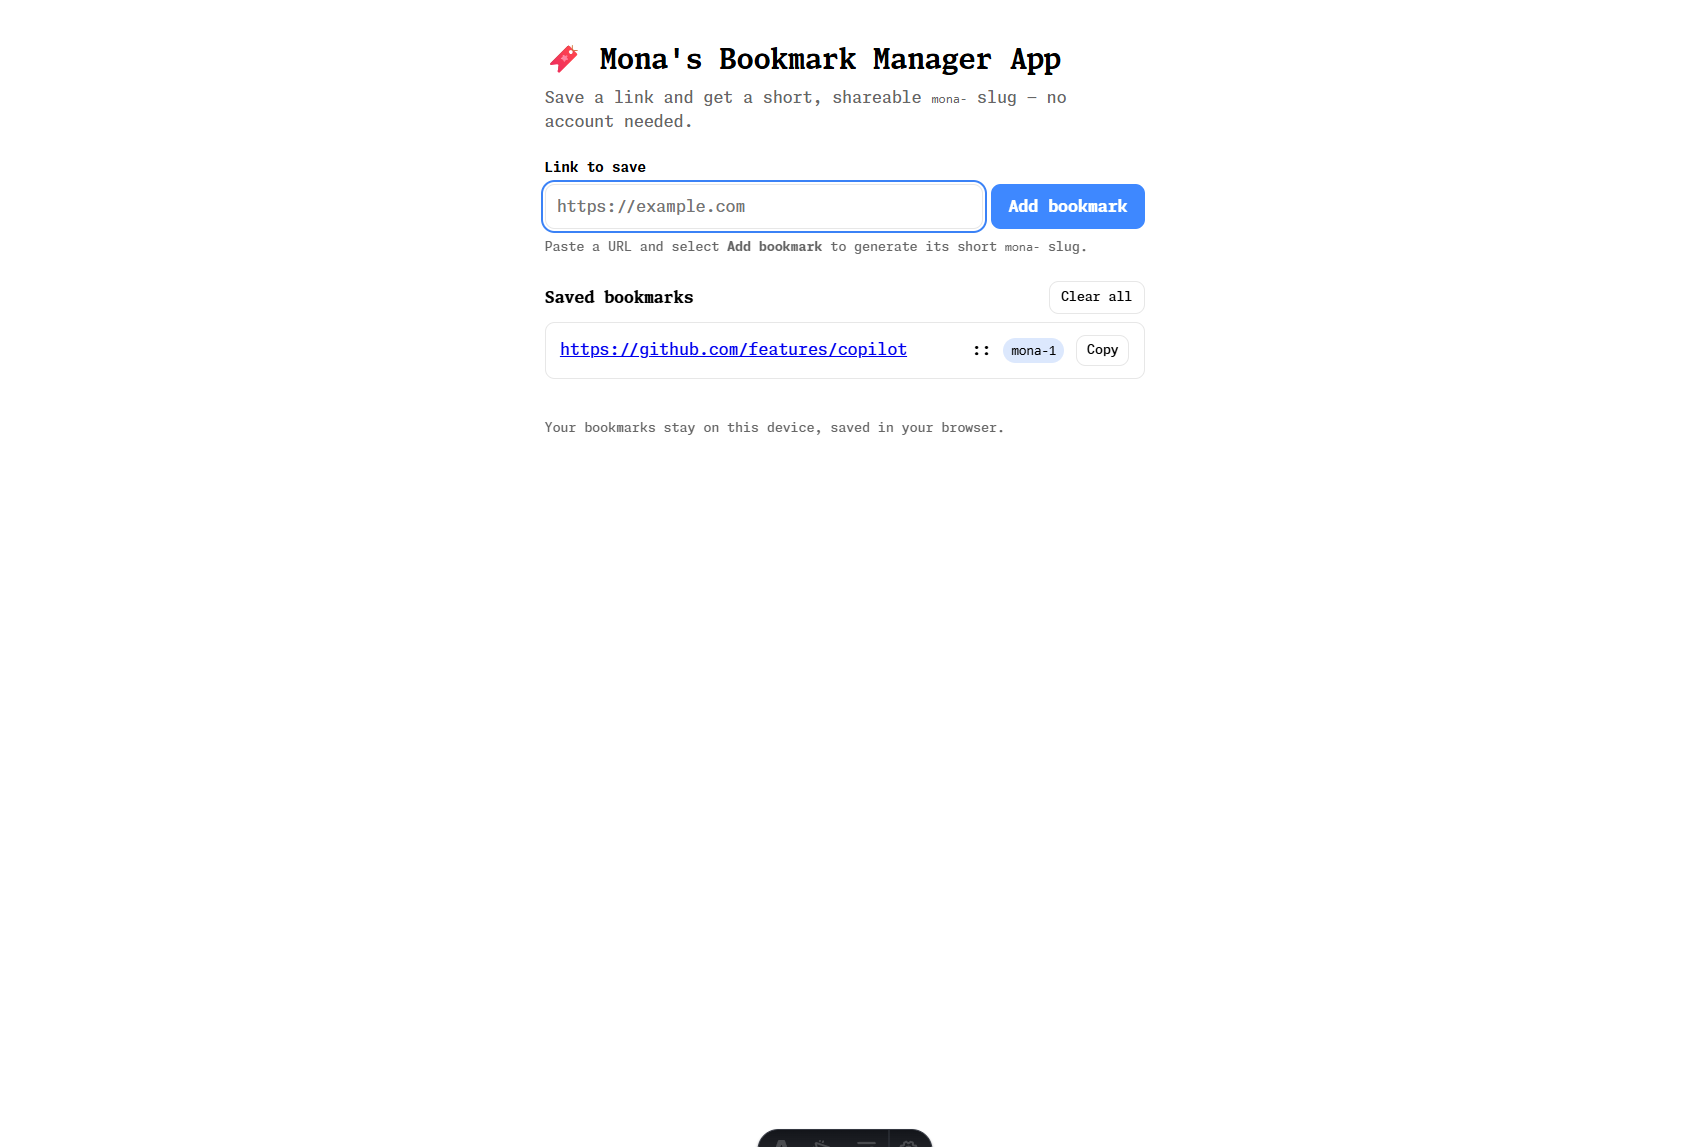 Mona's Bookmark Manager App
Save a link and get a short, shareable mona- slug — no
account needed.
Link to save
https://example.com
Add bookmark
Paste a URL and select Add bookmark to generate its short mona- slug.
Saved bookmarks
Clear all
https://github.com/features/copilot :: mona-1 Copy
Your bookmarks stay on this device, saved in your browser.